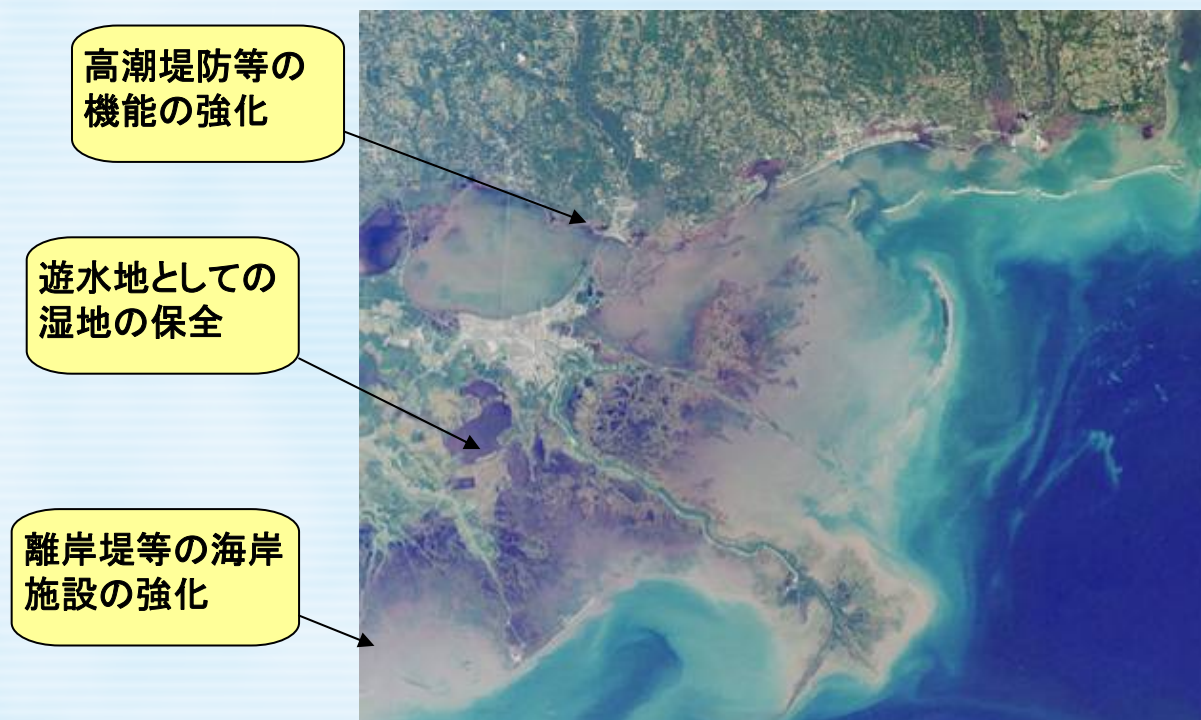 高潮堤防等の
機能の強化
遊水地としての
湿地の保全
離岸堤等の海岸
施設の強化